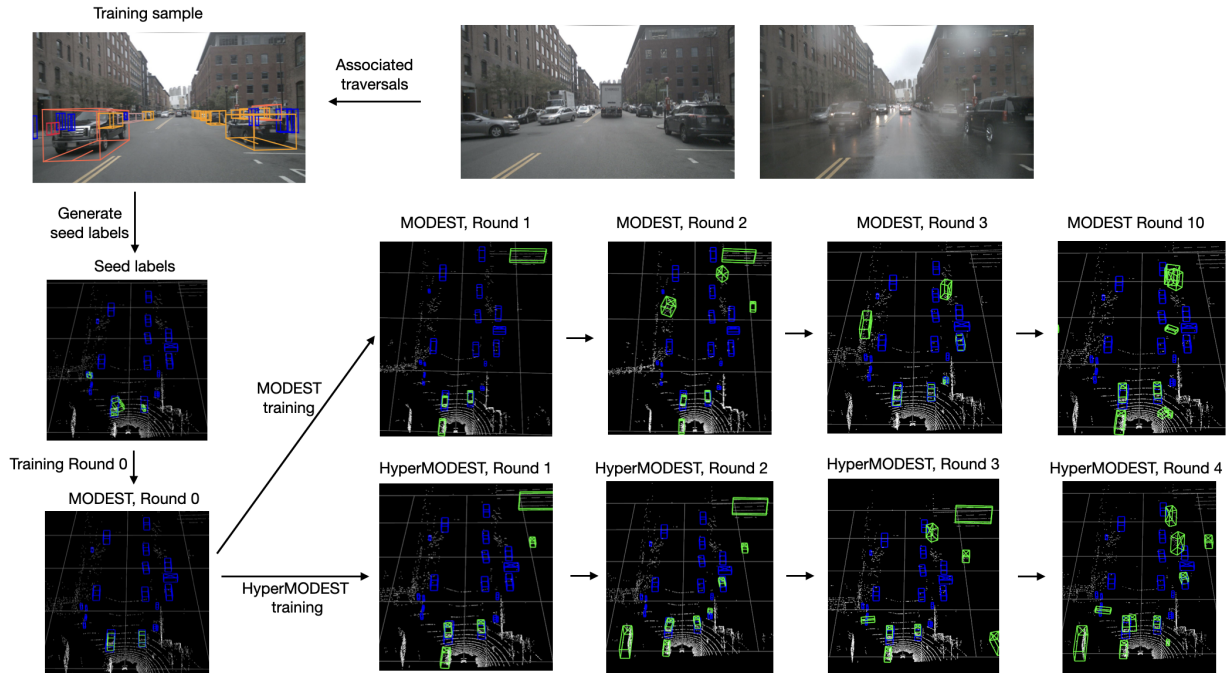 Training sample
Associated
traversals
Generate
seed labels
Seed labels
MODEST, Round 1
MODEST, Round 2
MODEST, Round 3
MODEST Round 10
MODEST
training
Training Round 0
MODEST, Round 0
HyperMODEST, Round 1
HyperMODEST, Round 2
HyperMODEST, Round 3
HyperMODEST, Round 4
HyperMODEST
training